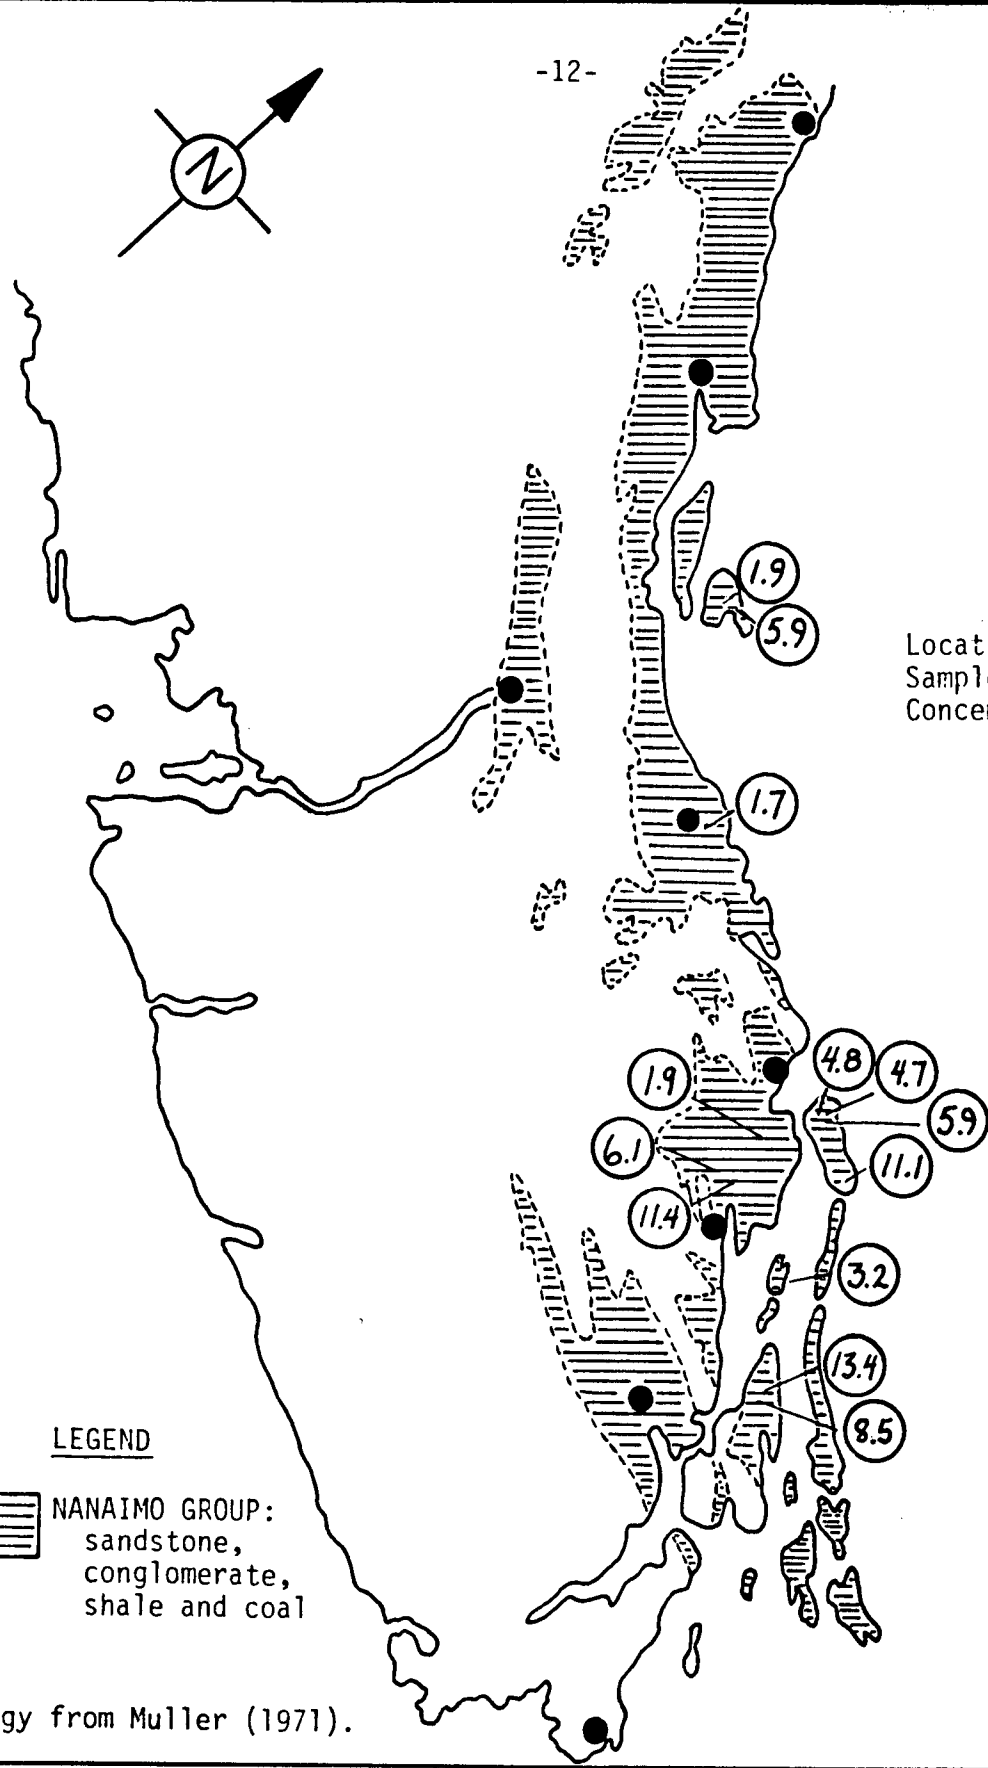 -12-
N
1.9
5.9
Locat
Sampl
Concen
1.7
4.8
4.7
1.9
5.9
6.1
11.1
11.4
3.2
13.4
8.5
LEGEND
NANAIMO GROUP:
sandstone,
conglomerate,
shale and coal
gy from Muller (1971).